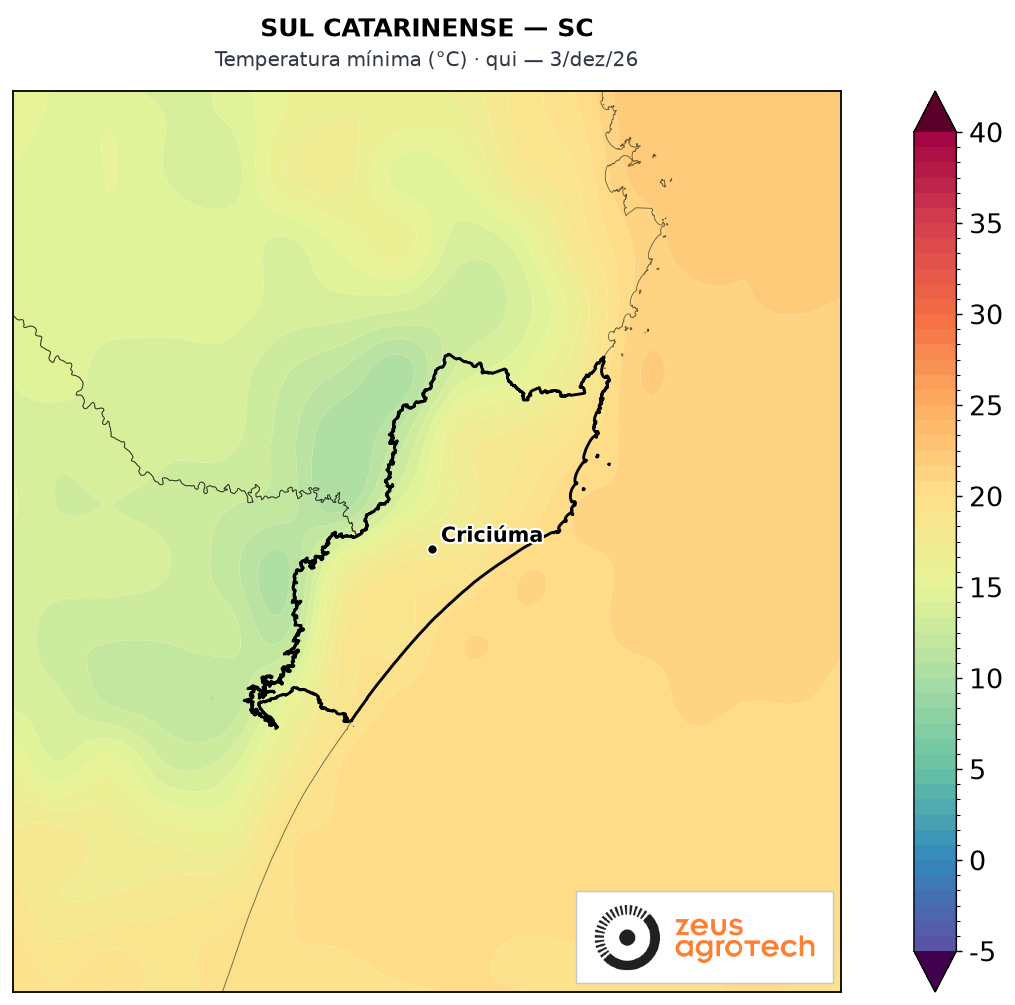 SUL CATARINENSE — SC
Temperatura mínima (°C) · qui — 3/dez/26
40
35
30
25
20
15
10
5
0
-5
Criciúma
zeus
agrotech